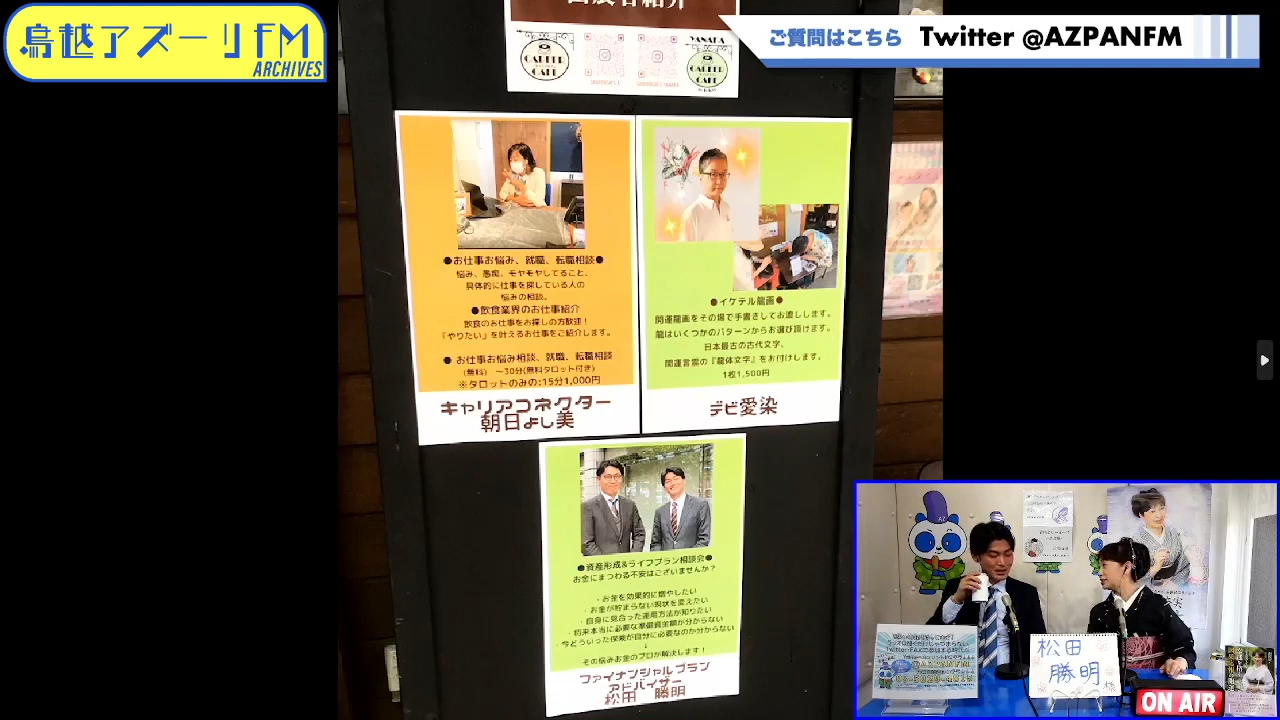 鳥越アズーリFM
ARCHIVES
ご質問はこちら Twitter @AZPANFM
出展者紹介
CAREER
CAFE
YANAKA
CAREER
CAFE
●お仕事お悩み、就職、転職相談●
悩み、愚痴、モヤモヤしてること、
具体的に仕事を探している人の
悩みの相談。
●飲食業界のお仕事紹介
飲食のお仕事をお探しの方歓迎!
『やりたい』を叶えるお仕事をご紹介します。
● お仕事お悩み相談、就職、転職相談
(無料) 〜30分(無料タロット付き)
※タロットのみの:15分1,000円
キャリアコネクター
朝日よし美
●イケテル龍画●
開運龍画をその場で手書きしてお渡しします。
龍はいくつかのパターンからお選び頂けます。
日本最古の古代文字、
開運言霊の『龍体文字』をお付けします。
1枚1,500円
デビ愛染
●資産形成&ライフプラン相談会●
お金にまつわる不安はございませんか?
・お金を効果的に増やしたい
・お金が貯まらない現状を変えたい
・自身に見合った運用方法が知りたい
・将来本当に必要な準備資金額が分からない
・今どういった保険が自分に必要なのか分からない
↓
その悩みお金のプロが解決します!
ファイナンシャルプラン
アドバイザー
松田 勝明
AZ
@AZPANFM
松田
勝明
様
ON AIR